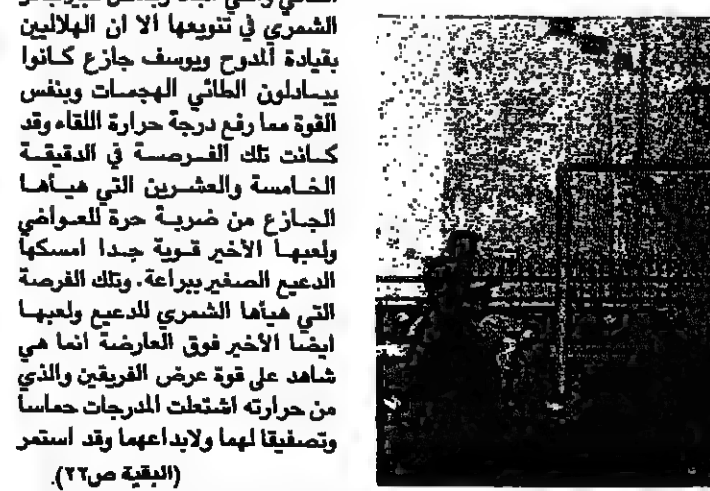 الشمري في تنويعها الا ان الهلاليين
بقيادة المدوح ويوسف جازع كانوا
يبادلون الطائي الهجمات وبنفس
القوة مما رفع درجة حرارة اللقاء وقد
كانت تلك الفرصة في الدقيقة
الخامسة والعشرين التي هيأها
الجازع من ضربة حرة للعواضي
ولعبها الأخير قوية جدا امسكها
الدعيع الصغير ببراعة. وتلك الفرصة
التي هيأها الشمري للدعيع ولعبها
ايضا الأخير فوق العارضة انما هي
شاهد على قوة عرض الفريقين والذي
من حرارته اشتعلت المدرجات حماسا
وتصفيقا لهما ولابداعهما وقد استمر
(البقية ص٢٢).